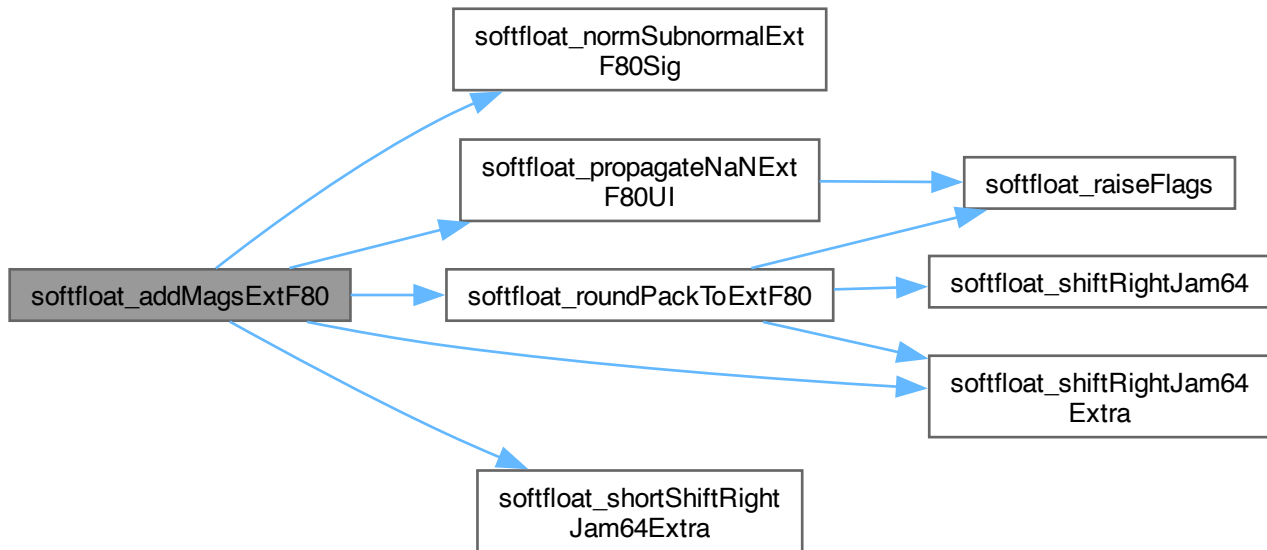 softfloat_normSubnormalExt
F80Sig
softfloat_propagateNaNExt
F80UI
softfloat_raiseFlags
softfloat_addMagsExtF80
softfloat_roundPackToExtF80
softfloat_shiftRightJam64
softfloat_shiftRightJam64
Extra
softfloat_shortShiftRight
Jam64Extra